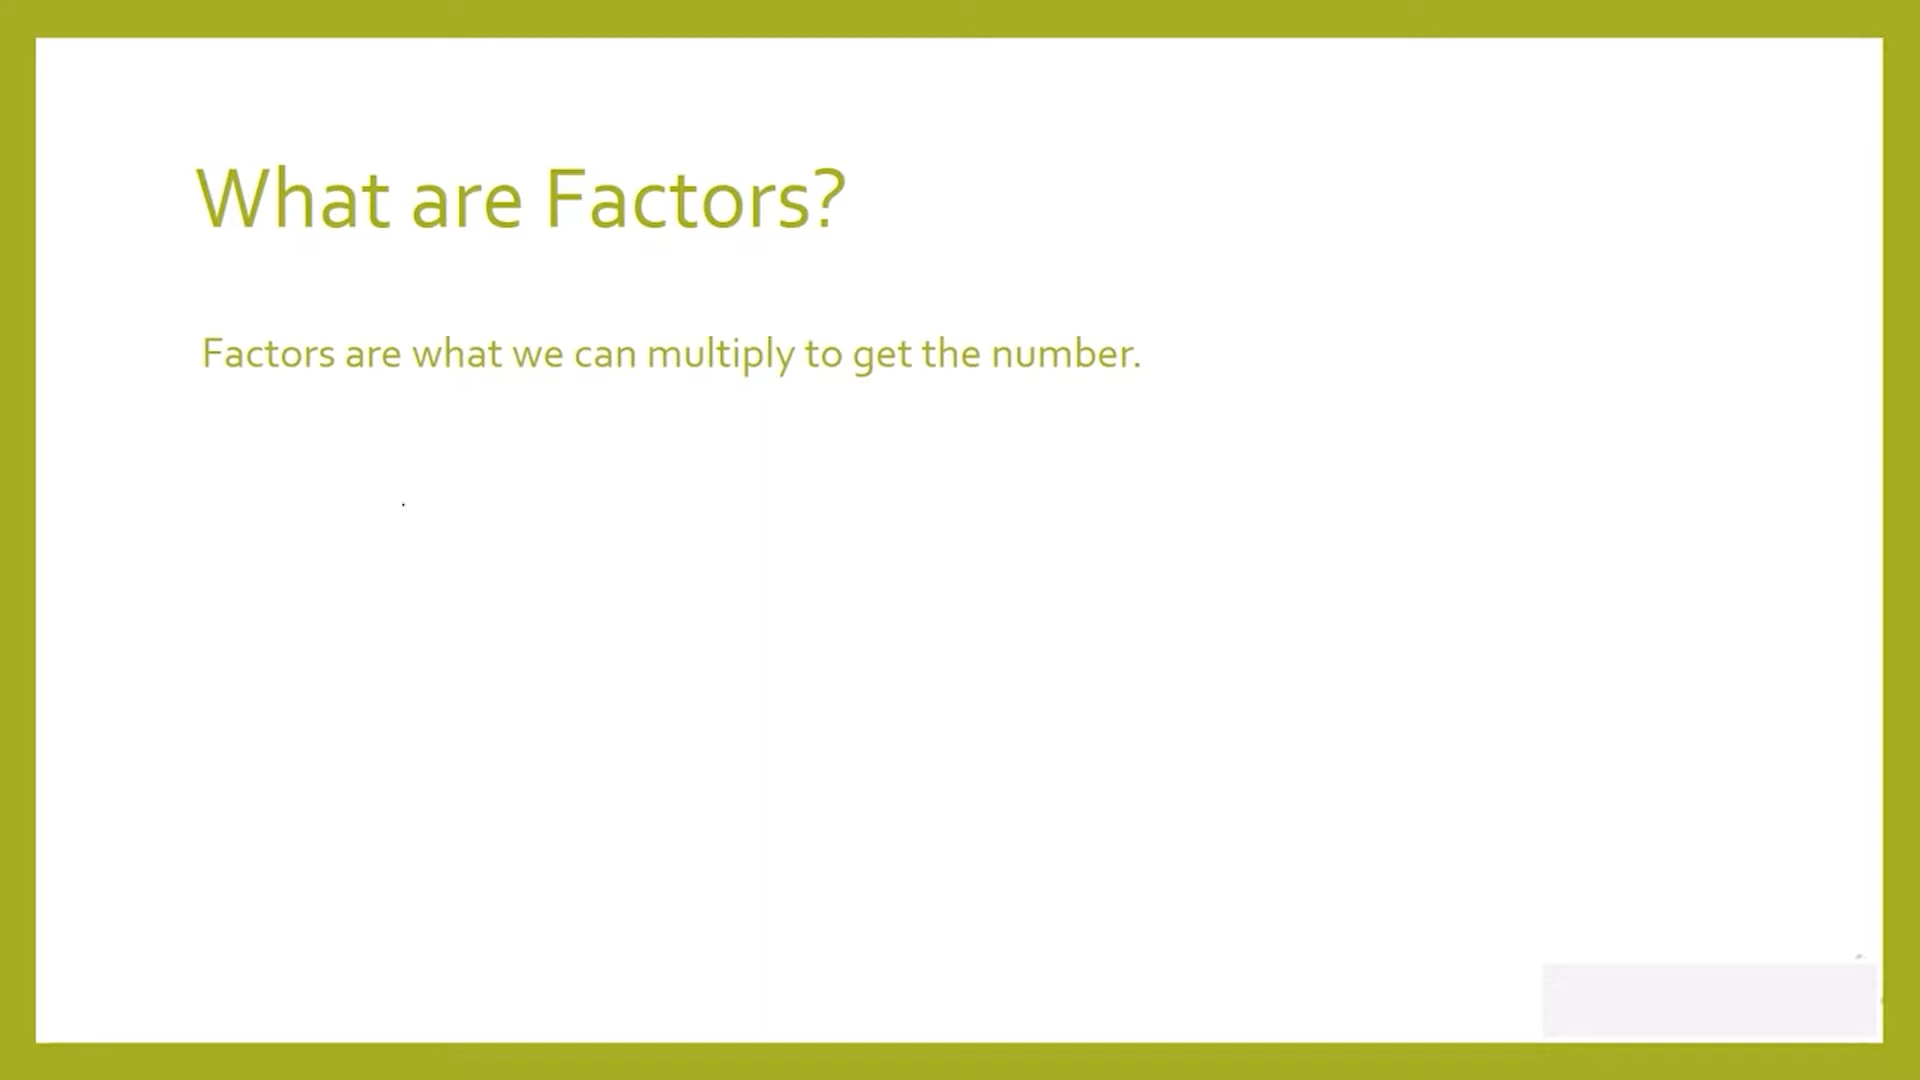 What are Factors?
Factors are what we can multiply to get the number.